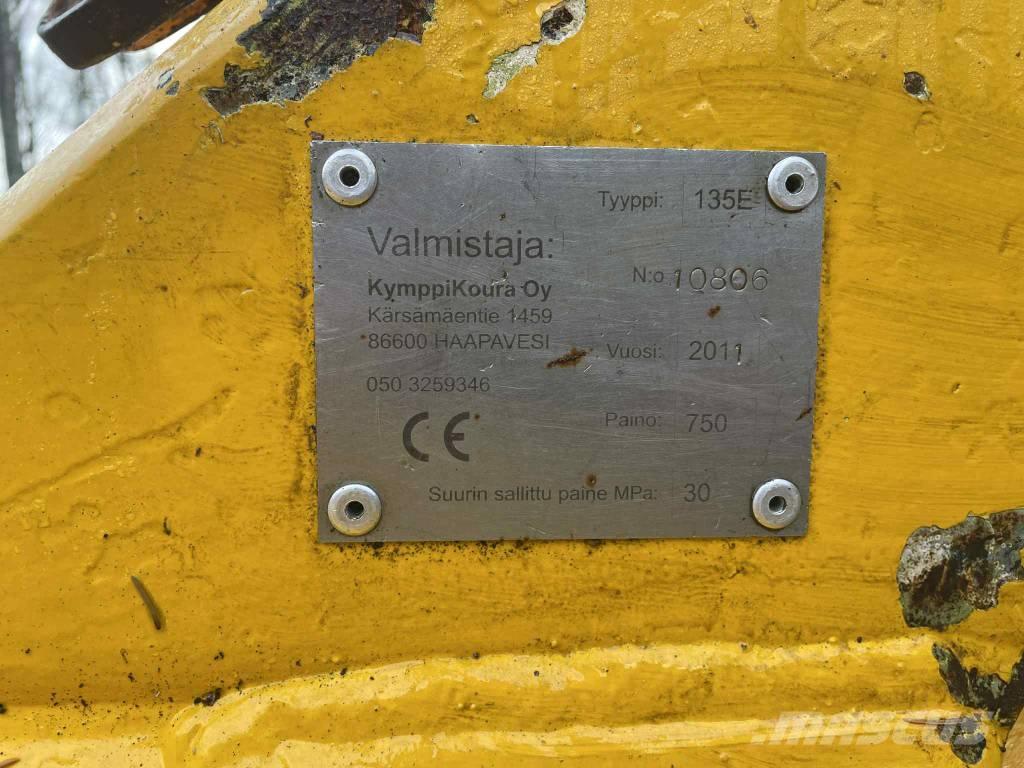 Tyyppi: 135E
Valmistaja:
KymppiKoura Oy
Kärsämäentie 1459
86600 HAAPAVESI
050 3259346
CE
N:o 10806
Vuosi: 2011
Paino: 750
Suurin sallittu paine MPa: 30
MASCUS